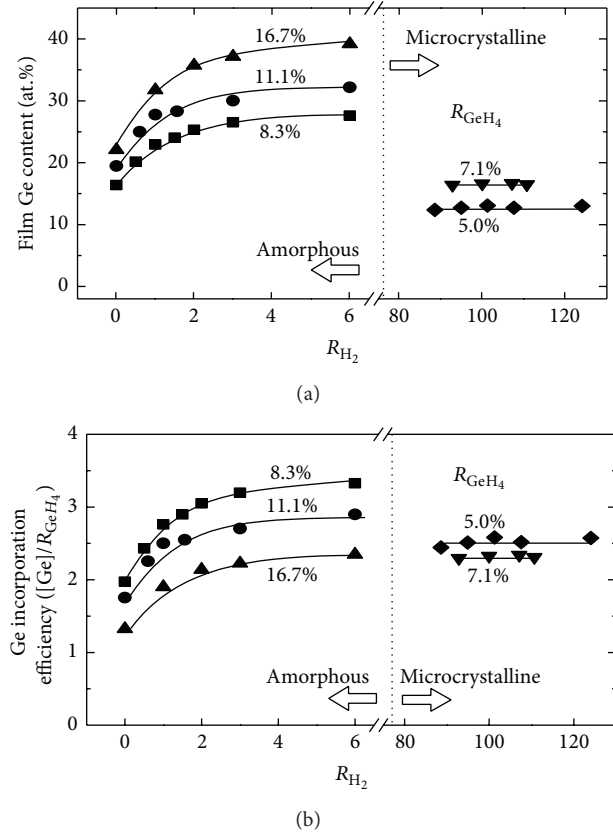 50
40
30
20
10
0
Film Ge content (at.%)
16.7%
11.1%
8.3%
Microcrystalline
R_GeH4
7.1%
5.0%
Amorphous
0 2 4 6 80 100 120
R_H2
(a)
4
3
2
1
0
Ge incorporation
efficiency ([Ge]/R_GeH4)
8.3%
11.1%
16.7%
R_GeH4
5.0%
7.1%
Amorphous Microcrystalline
0 2 4 6 80 100 120
R_H2
(b)